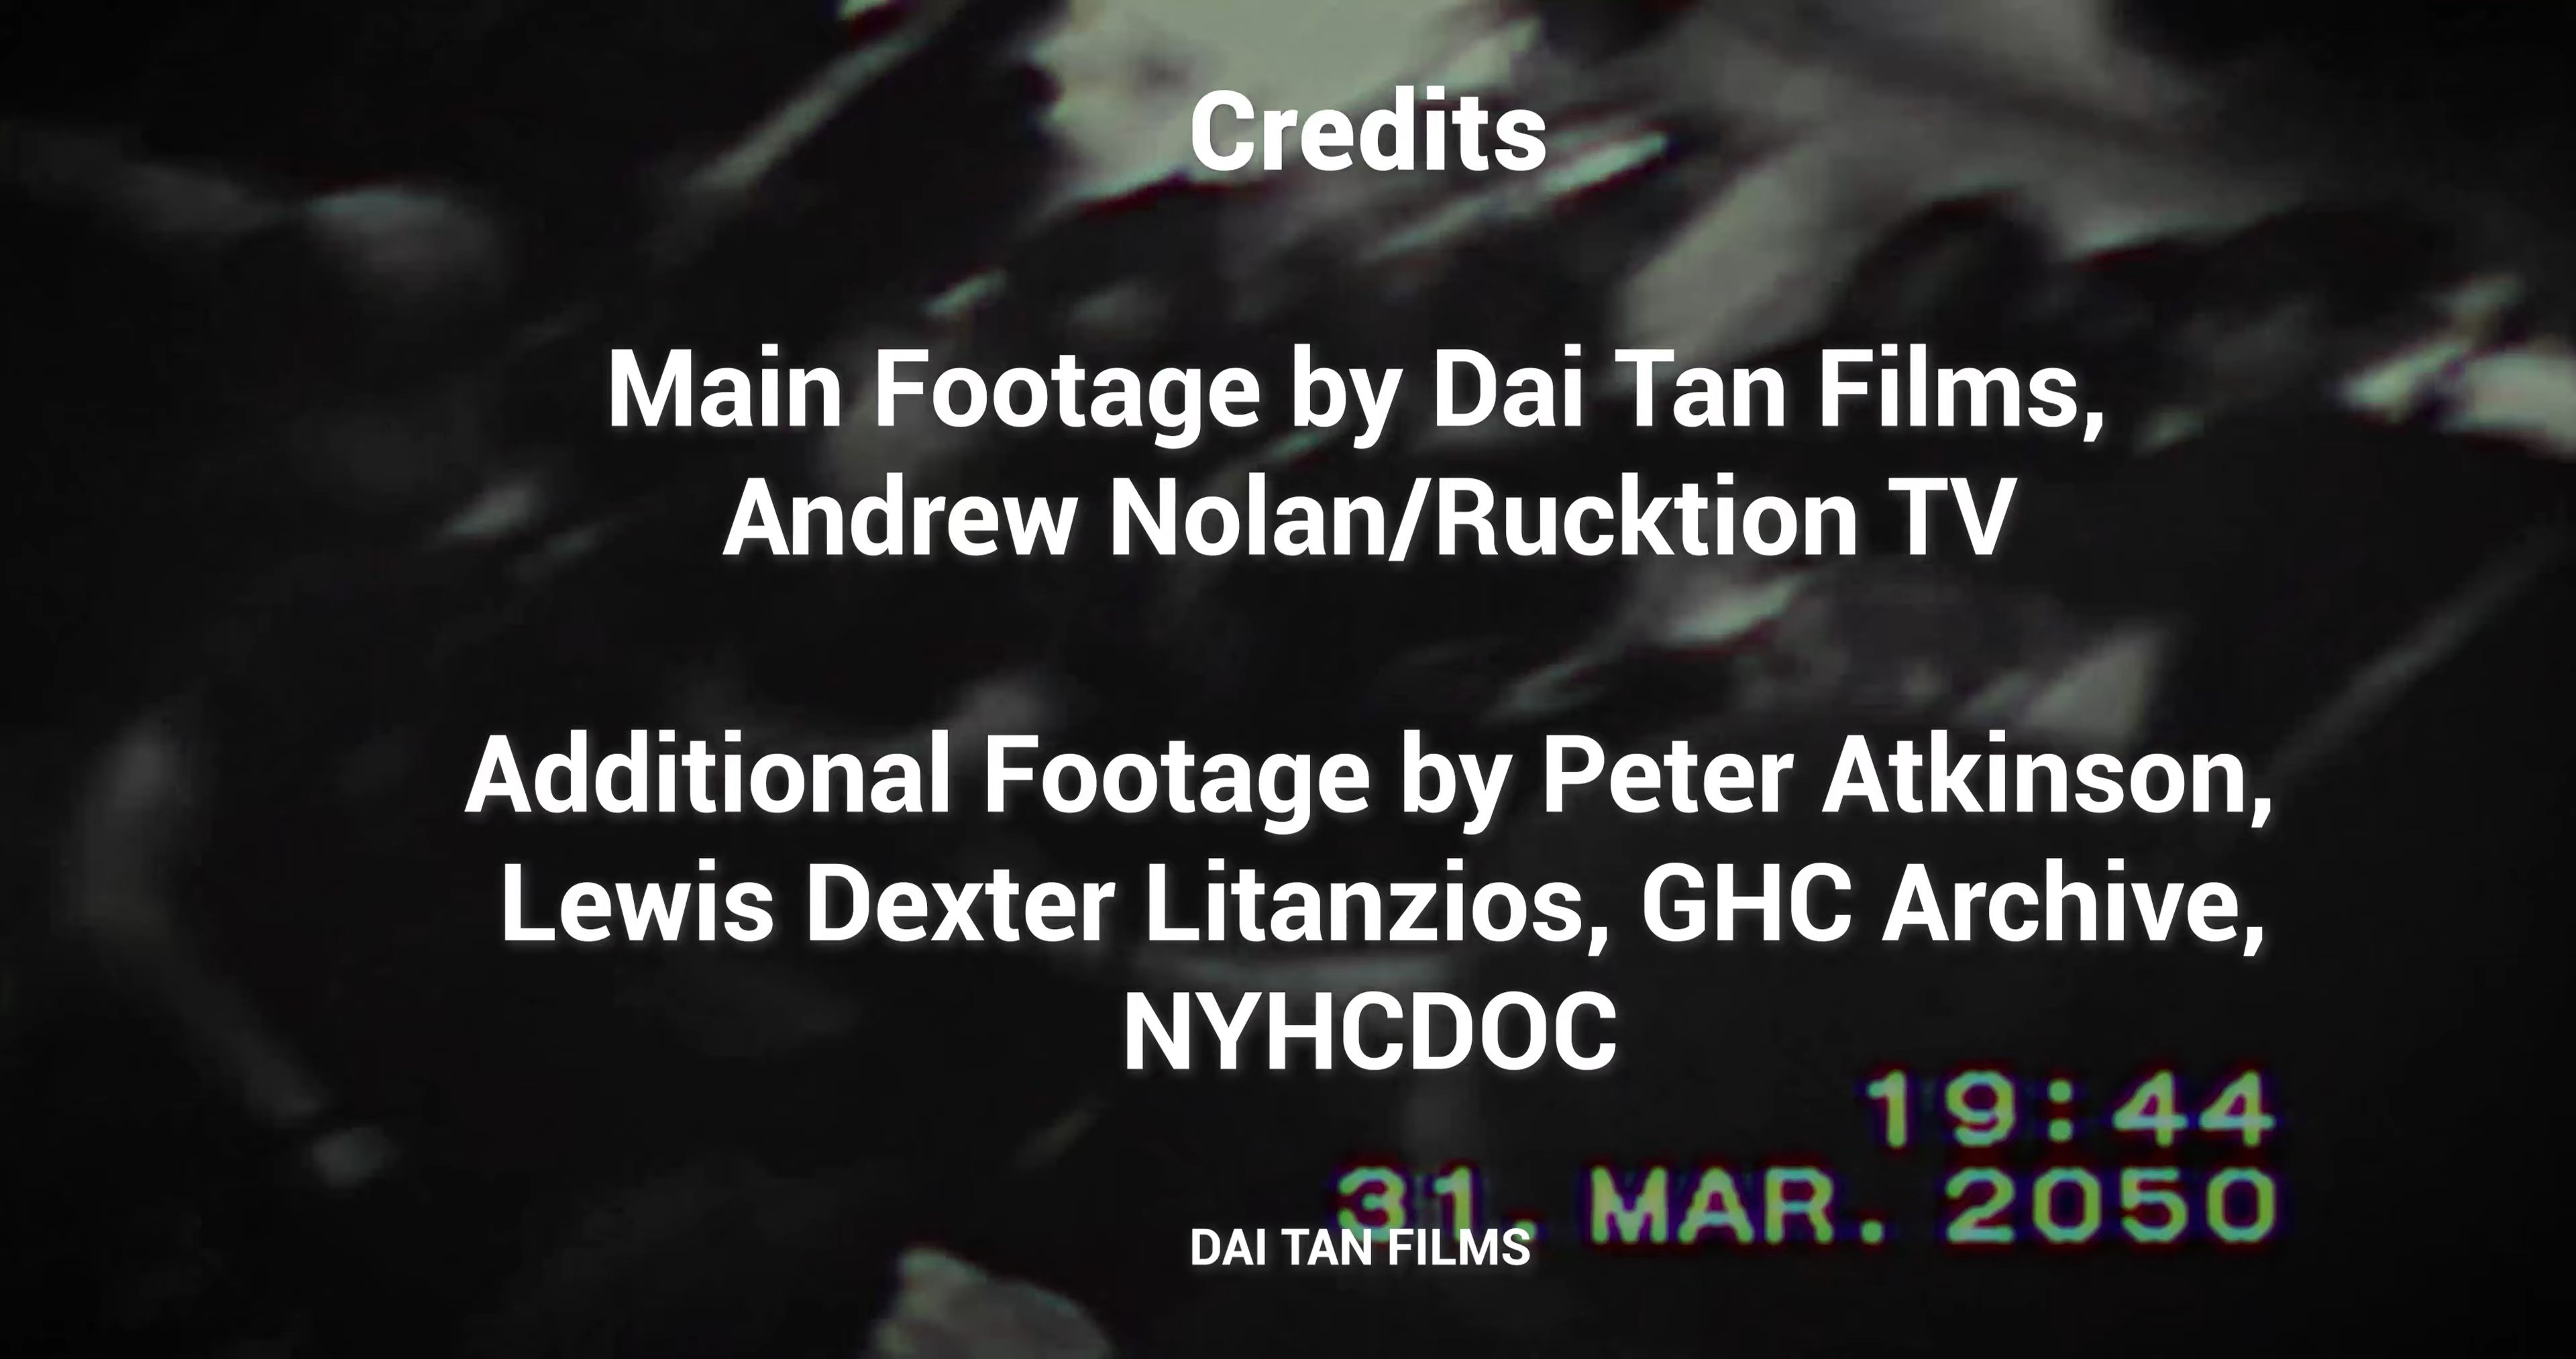 Credits
Main Footage by Dai Tan Films,
Andrew Nolan/Rucktion TV
Additional Footage by Peter Atkinson,
Lewis Dexter Litanzios, GHC Archive,
NYHCDOC
19:44
31. MAR. 2050
DAI TAN FILMS